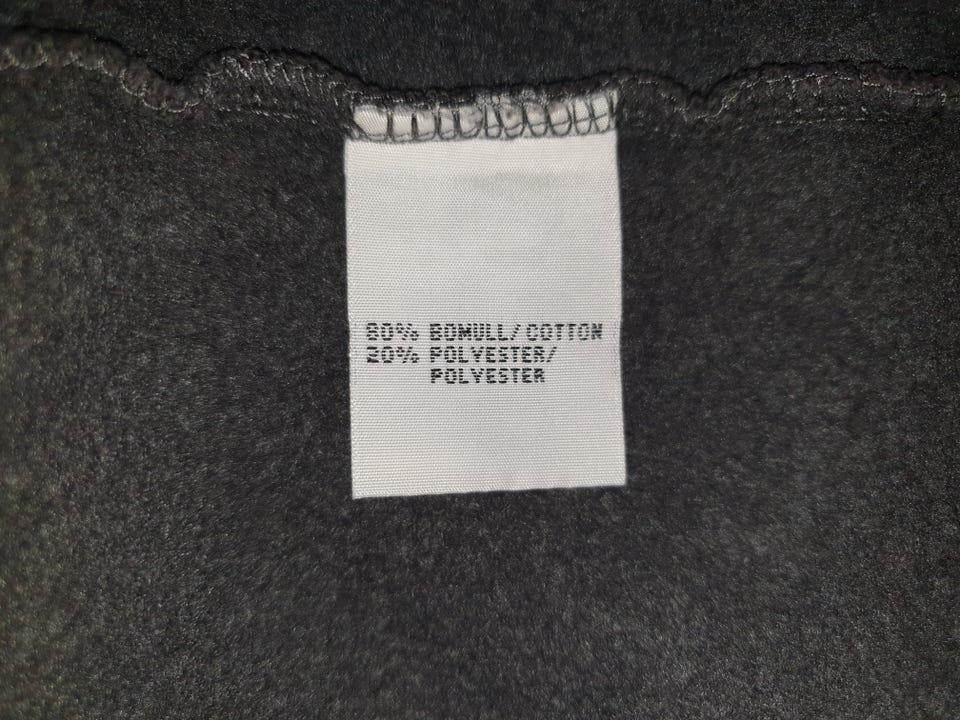 80% BOMULL/COTTON
20% POLYESTER/
POLYESTER